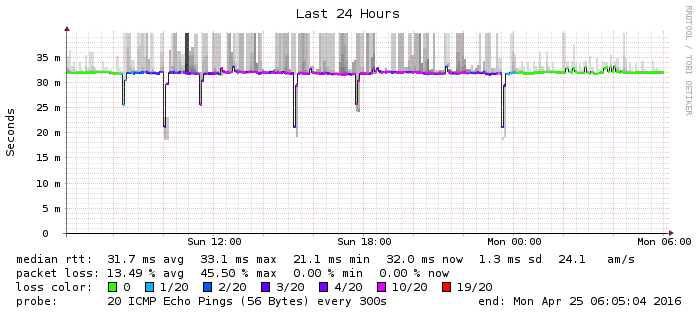 Last 24 Hours
RRDTOOL / TOBI OETIKER
Seconds
35 m
30 m
25 m
20 m
15 m
10 m
5 m
0
Sun 12:00 Sun 18:00 Mon 00:00 Mon 06:00
median rtt: 31.7 ms avg 33.1 ms max 21.1 ms min 32.0 ms now 1.3 ms sd 24.1 am/s
packet loss: 13.49 % avg 45.50 % max 0.00 % min 0.00 % now
loss color: 0 1/20 2/20 3/20 4/20 10/20 19/20
probe: 20 ICMP Echo Pings (56 Bytes) every 300s end: Mon Apr 25 06:05:04 2016